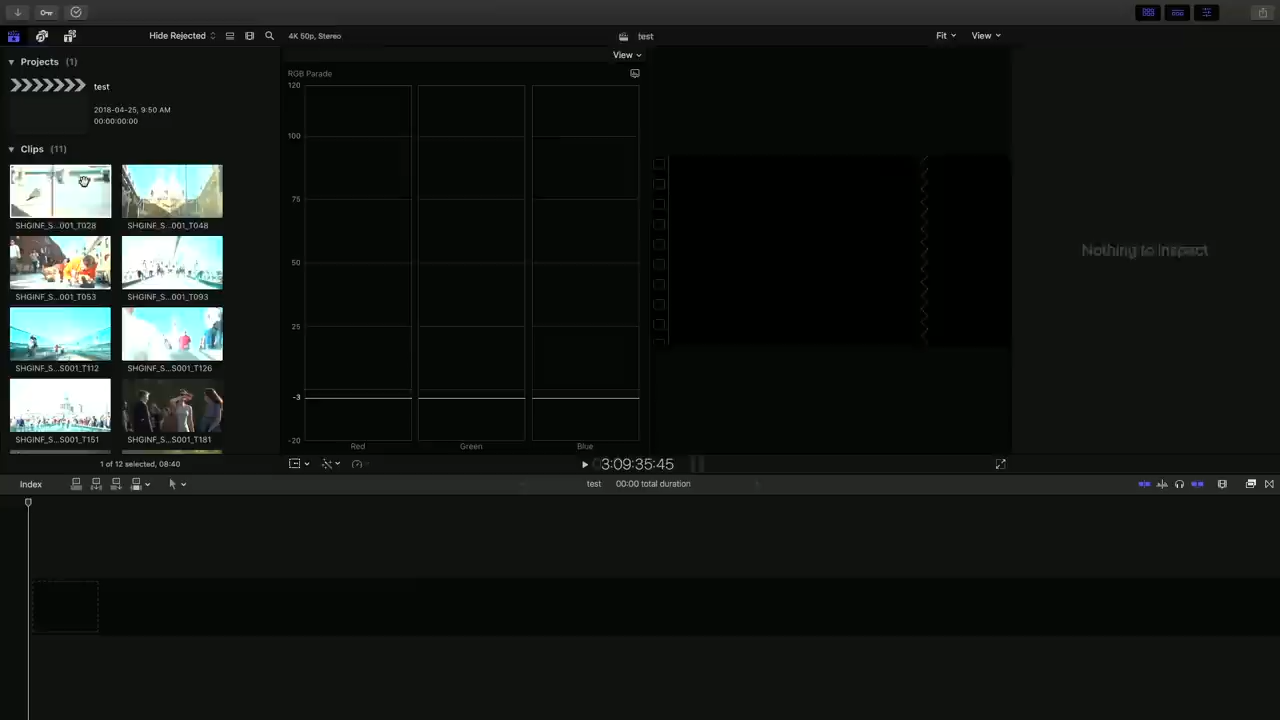 Hide Rejected
4K 50p, Stereo
test
Fit
View
View
Projects (1)
test
2018-04-25, 9:50 AM
00:00:00:00
Clips (11)
SHGINF_S...001_T028
SHGINF_S...001_T048
SHGINF_S...001_T053
SHGINF_S...001_T093
SHGINF_S...S001_T112
SHGINF_S...S001_T126
SHGINF_S...S001_T151
SHGINF_S...S001_T181
1 of 12 selected, 08:40
RGB Parade
120
100
75
50
25
-3
-20
Red
Green
Blue
3:09:35:45
Nothing to Inspect
Index
test
00:00 total duration